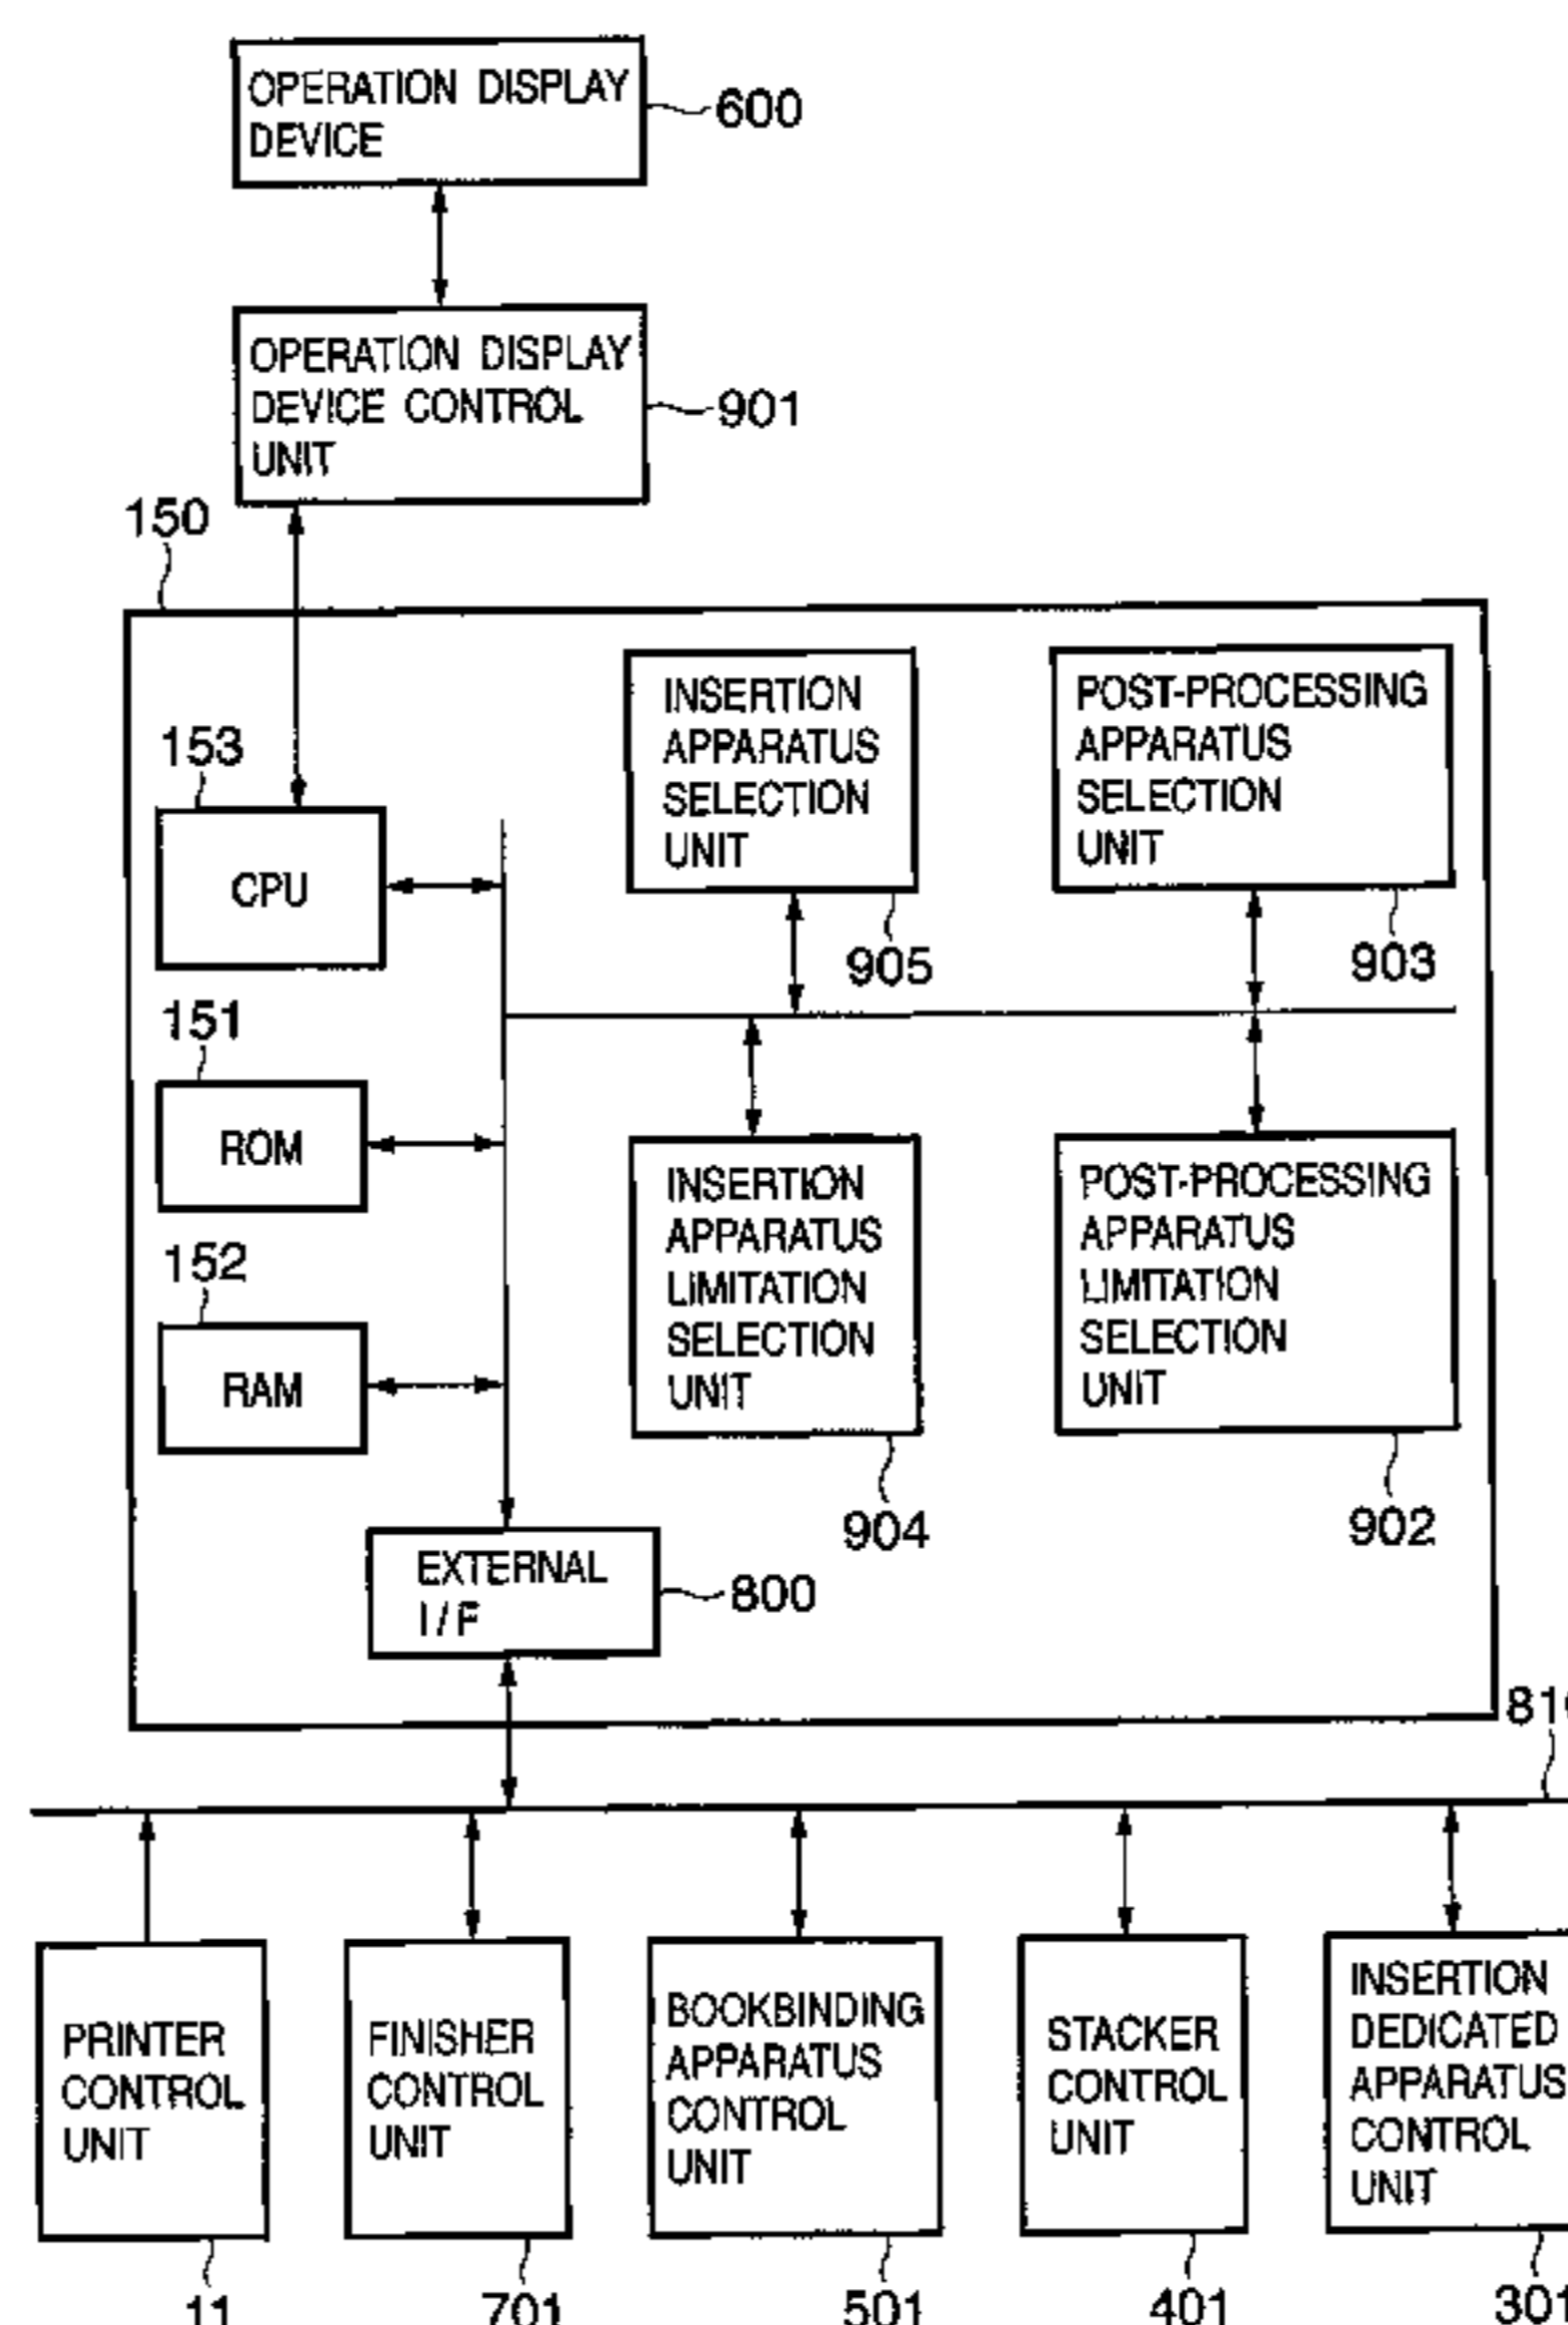 OPERATION DISPLAY
DEVICE
600
OPERATION DISPLAY
DEVICE CONTROL
UNIT
901
150
INSERTION
APPARATUS
SELECTION
UNIT
905
POST-PROCESSING
APPARATUS
SELECTION
UNIT
903
153
CPU
151
ROM
152
RAM
INSERTION
APPARATUS
LIMITATION
SELECTION
UNIT
904
POST-PROCESSING
APPARATUS
LIMITATION
SELECTION
UNIT
902
EXTERNAL
I/F
800
PRINTER
CONTROL
UNIT
11
FINISHER
CONTROL
UNIT
701
BOOKBINDING
APPARATUS
CONTROL
UNIT
501
STACKER
CONTROL
UNIT
401
INSERTION
DEDICATED
APPARATUS
CONTROL
UNIT
301